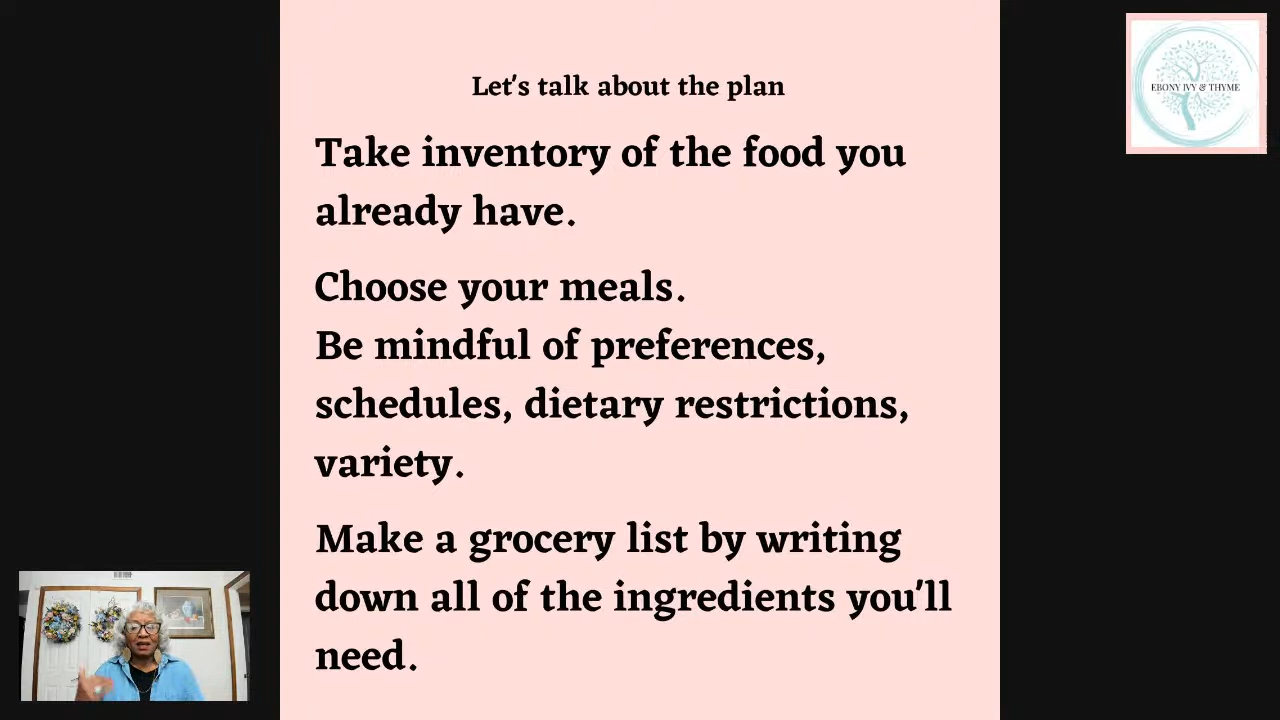 Let's talk about the plan
EBONY IVY & THYME
Take inventory of the food you
already have.
Choose your meals.
Be mindful of preferences,
schedules, dietary restrictions,
variety.
Make a grocery list by writing
down all of the ingredients you'll
need.